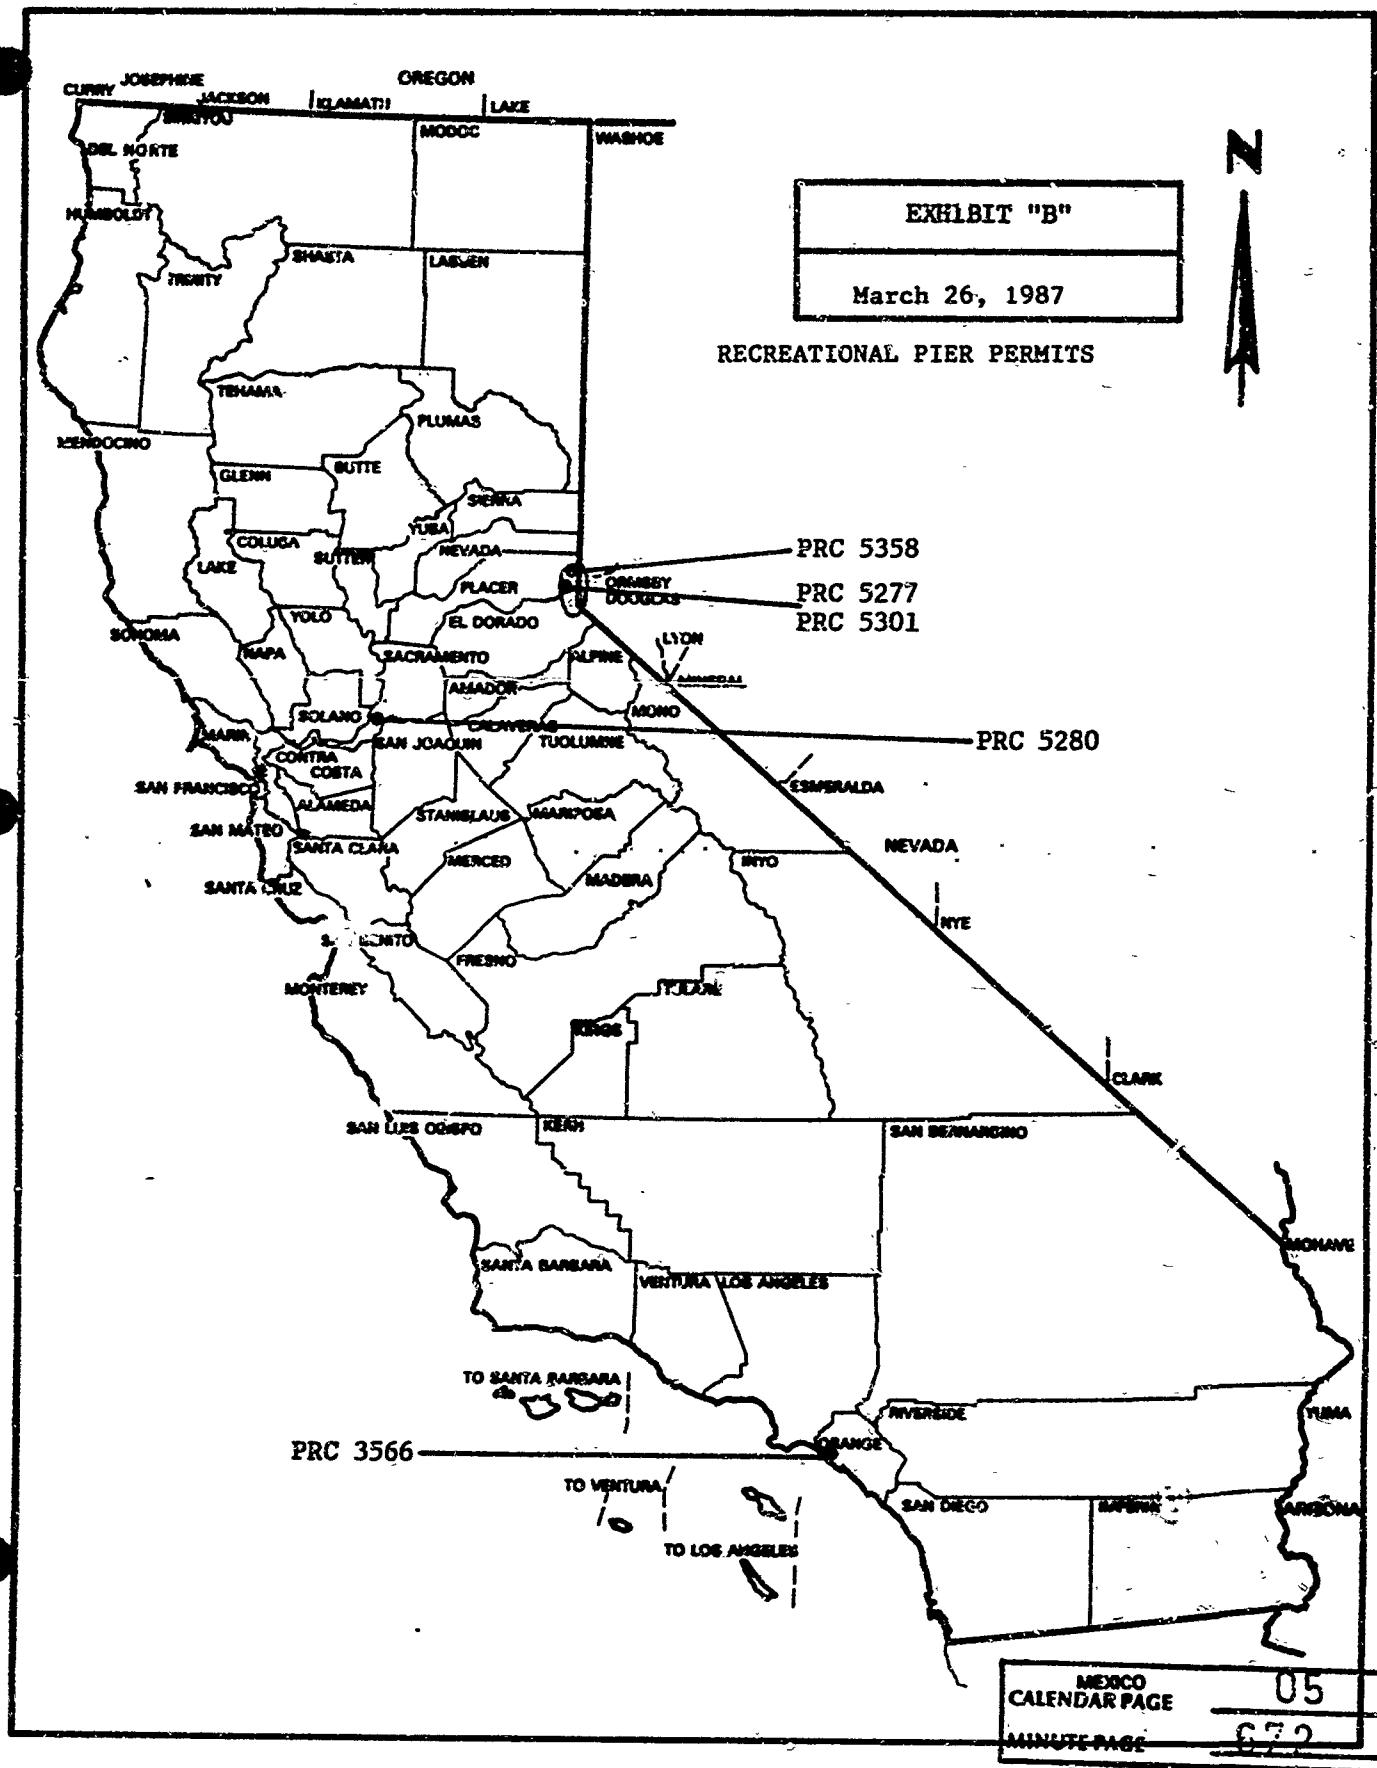 OREGON
JOSEPHINE
CURRY
JACKSON
KLAMATH
LAKE
MODOC
WASHOE
DEL NORTE
HUMBOLDT
EXHIBIT "B"
SHASTA
LASSEN
TRINITY
March 26, 1987
RECREATIONAL PIER PERMITS
TEHAMA
PLUMAS
MENDOCINO
BUTTE
GLENN
SIERRA
YUBA
COLUSA
SUTTER
NEVADA
PRC 5358
LAKE
PLACER
ORMSBY
PRC 5277
DOUGLAS
YOLO
EL DORADO
PRC 5301
SONOMA
LYON
NAPA
SACRAMENTO
ALPINE
AMADOR
SOLANO
MONO
CALAVERAS
MARIN
SAN JOAQUIN
TUOLUMNE
PRC 5280
CONTRA
COSTA
SAN FRANCISCO
ESMERALDA
ALAMEDA
STANISLAUS
MARIPOSA
SAN MATEO
SANTA CLARA
NEVADA
MERCED
INYO
SANTA CRUZ
MADERA
NYE
BENITO
FRESNO
MONTEREY
TULARE
KINGS
CLARK
SAN LUIS OBISPO
KERN
SAN BERNARDINO
MOHAVE
SANTA BARBARA
VENTURA
LOS ANGELES
TO SANTA BARBARA
RIVERSIDE
YUMA
ORANGE
PRC 3566
TO VENTURA
SAN DIEGO
ARIZONA
TO LOS ANGELES
MEXICO
CALENDAR PAGE 05
MINUTE PAGE 672